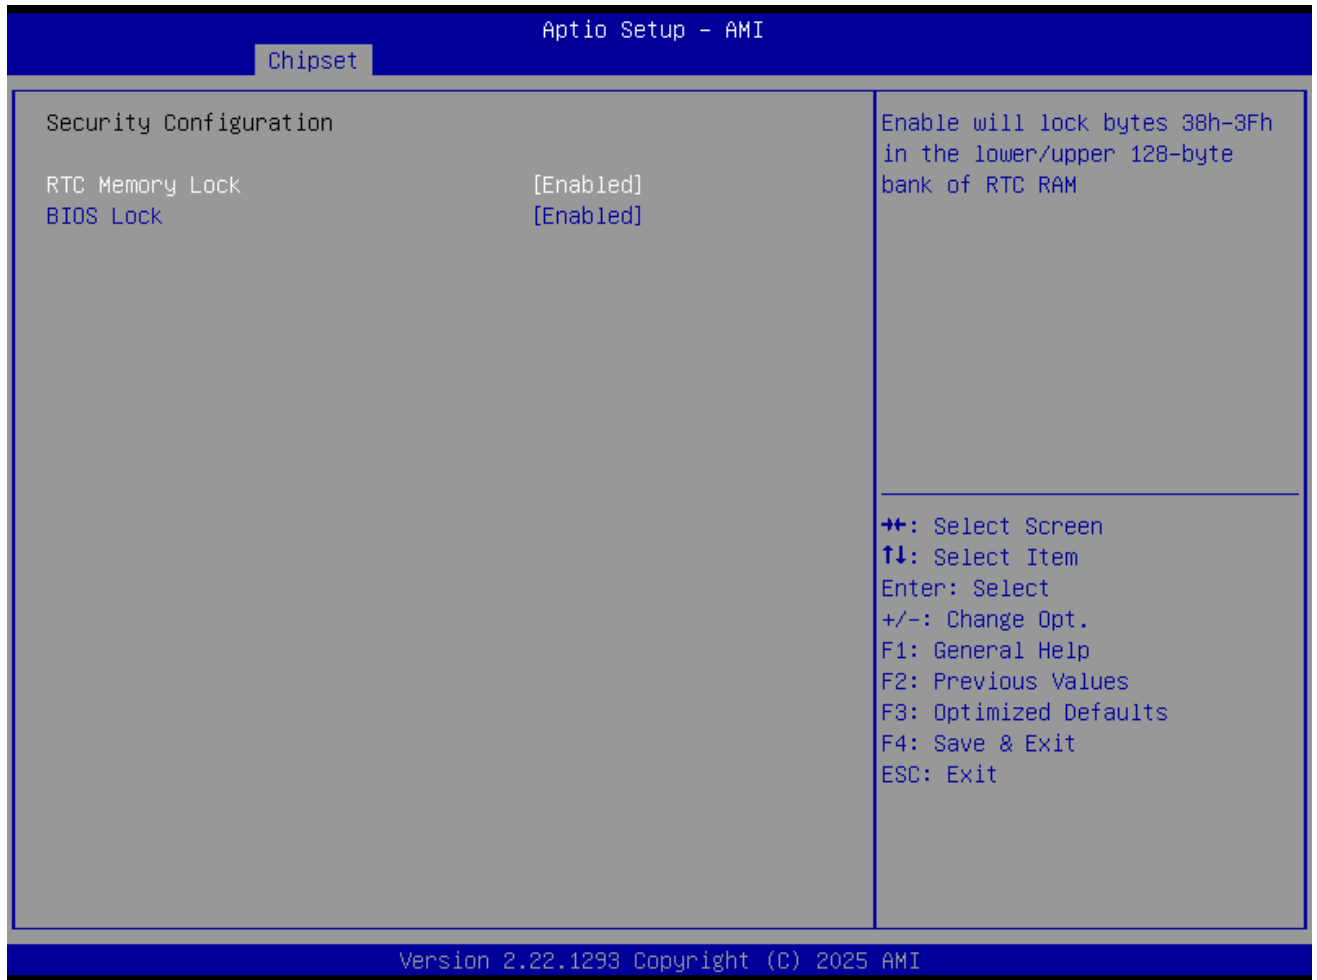 Aptio Setup – AMI
Chipset
Security Configuration
RTC Memory Lock [Enabled]
BIOS Lock [Enabled]
Enable will lock bytes 38h–3Fh
in the lower/upper 128–byte
bank of RTC RAM
→←: Select Screen
↑↓: Select Item
Enter: Select
+/–: Change Opt.
F1: General Help
F2: Previous Values
F3: Optimized Defaults
F4: Save & Exit
ESC: Exit
Version 2.22.1293 Copyright (C) 2025 AMI